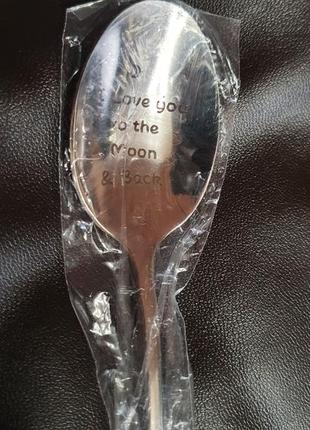 I Love you
to the
Moon
& Back